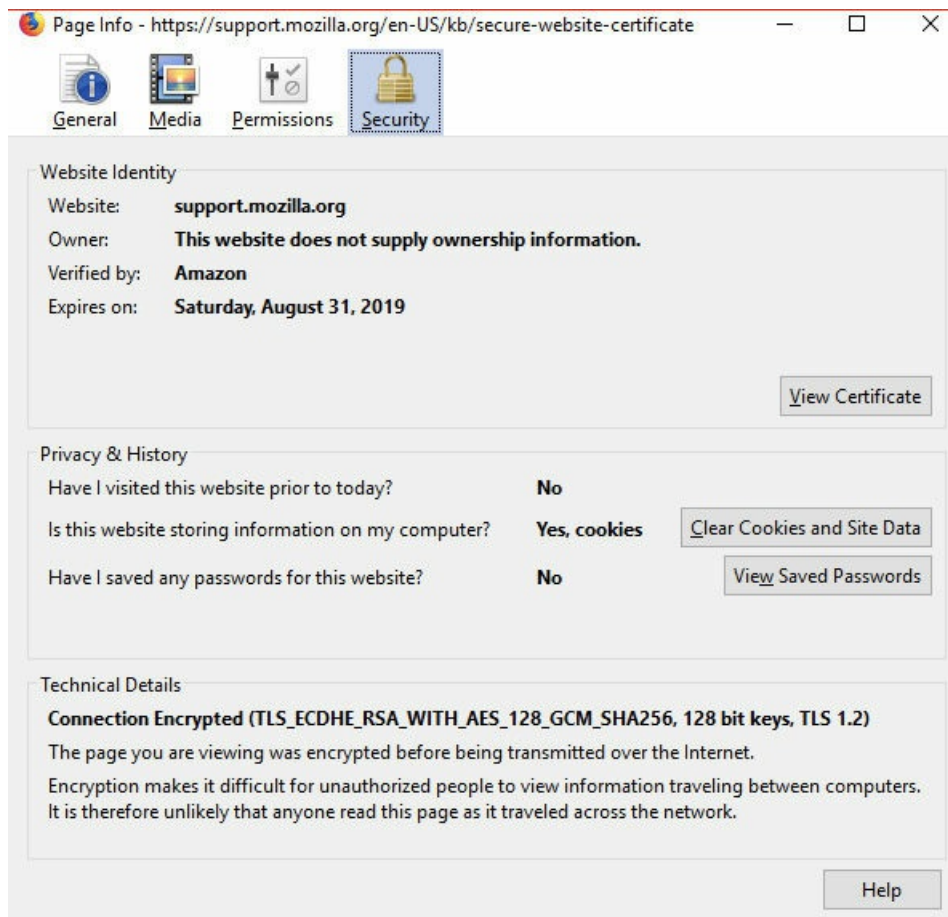 Page Info - https://support.mozilla.org/en-US/kb/secure-website-certificate
General Media Permissions Security
Website Identity
Website: support.mozilla.org
Owner: This website does not supply ownership information.
Verified by: Amazon
Expires on: Saturday, August 31, 2019
View Certificate
Privacy & History
Have I visited this website prior to today? No
Is this website storing information on my computer? Yes, cookies Clear Cookies and Site Data
Have I saved any passwords for this website? No View Saved Passwords
Technical Details
Connection Encrypted (TLS_ECDHE_RSA_WITH_AES_128_GCM_SHA256, 128 bit keys, TLS 1.2)
The page you are viewing was encrypted before being transmitted over the Internet.
Encryption makes it difficult for unauthorized people to view information traveling between computers.
It is therefore unlikely that anyone read this page as it traveled across the network.
Help